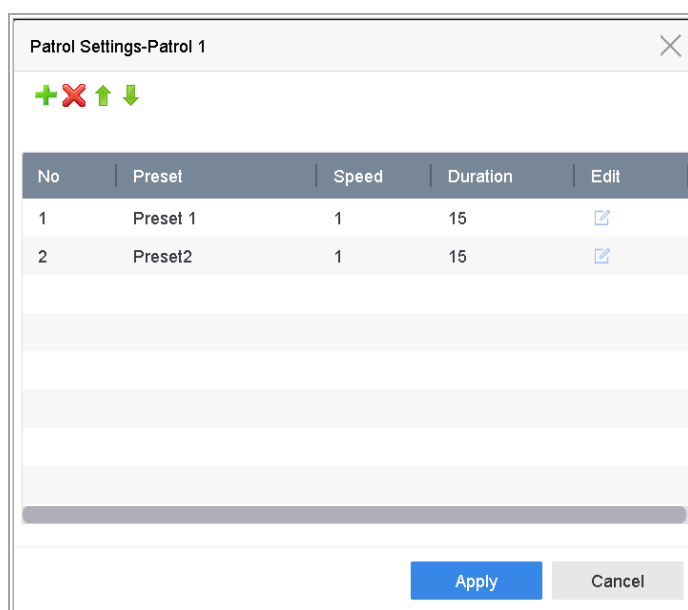 Patrol Settings-Patrol 1
No Preset Speed Duration Edit
1 Preset 1 1 15
2 Preset2 1 15
Apply Cancel